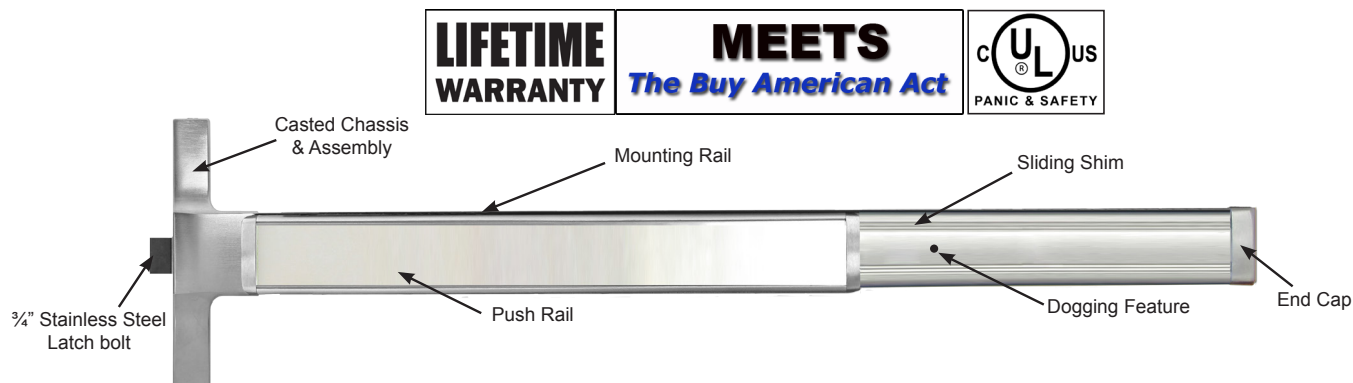 LIFETIME
WARRANTY
MEETS
The Buy American Act
C UL US
®
PANIC & SAFETY
Casted Chassis
& Assembly
Mounting Rail
Sliding Shim
¾” Stainless Steel
Latch bolt
Push Rail
Dogging Feature
End Cap